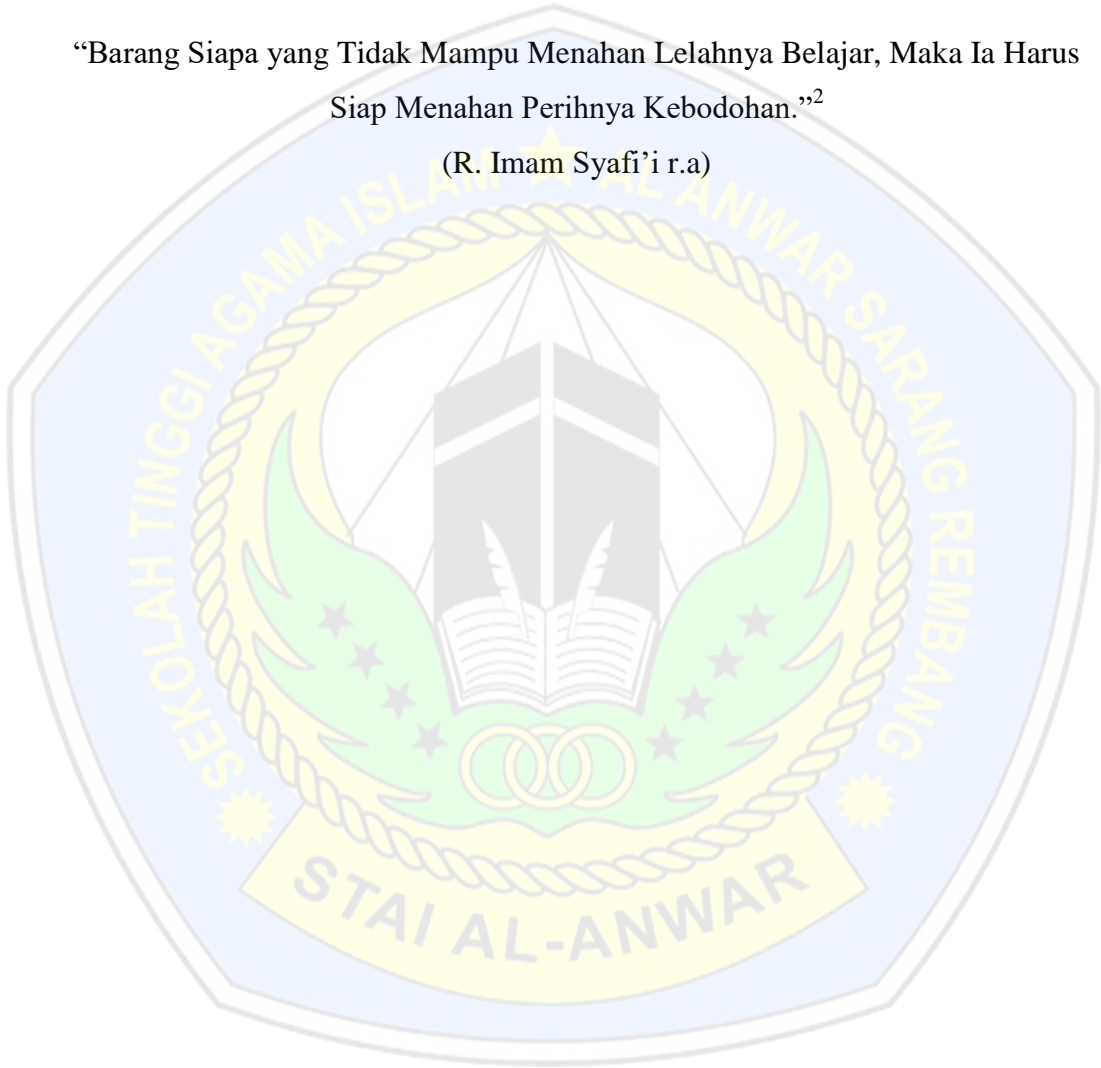 “Barang Siapa yang Tidak Mampu Menahan Lelahnya Belajar, Maka Ia Harus
Siap Menahan Perihnya Kebodohan.”2
(R. Imam Syafi’i r.a)
SEKOLAH TINGGI AGAMA ISLAM AL ANWAR SARANG REMBANG
STAI AL-ANWAR